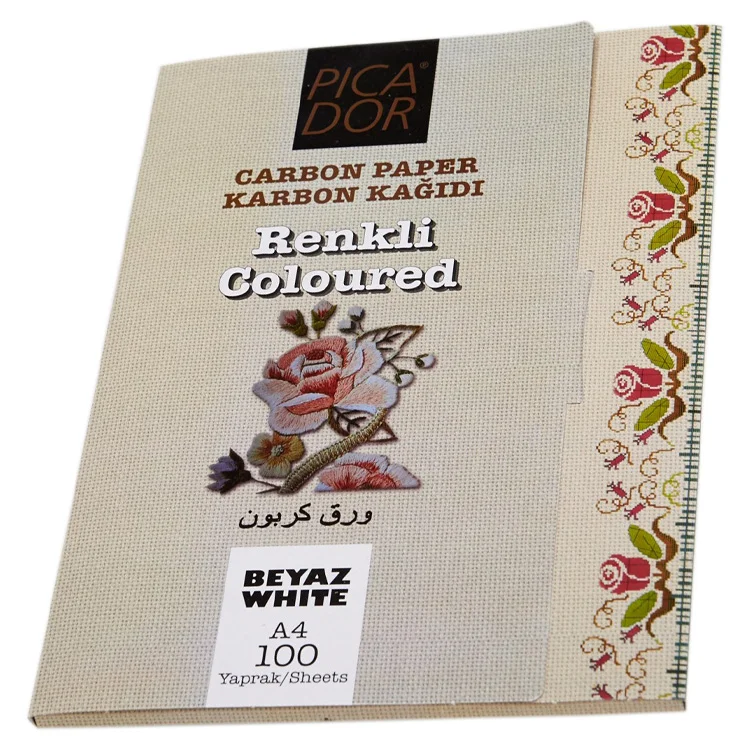 PICA®
DOR
CARBON PAPER
KARBON KAĞIDI
Renkli
Coloured
ورق كربون
BEYAZ
WHITE
A4
100
Yaprak/Sheets